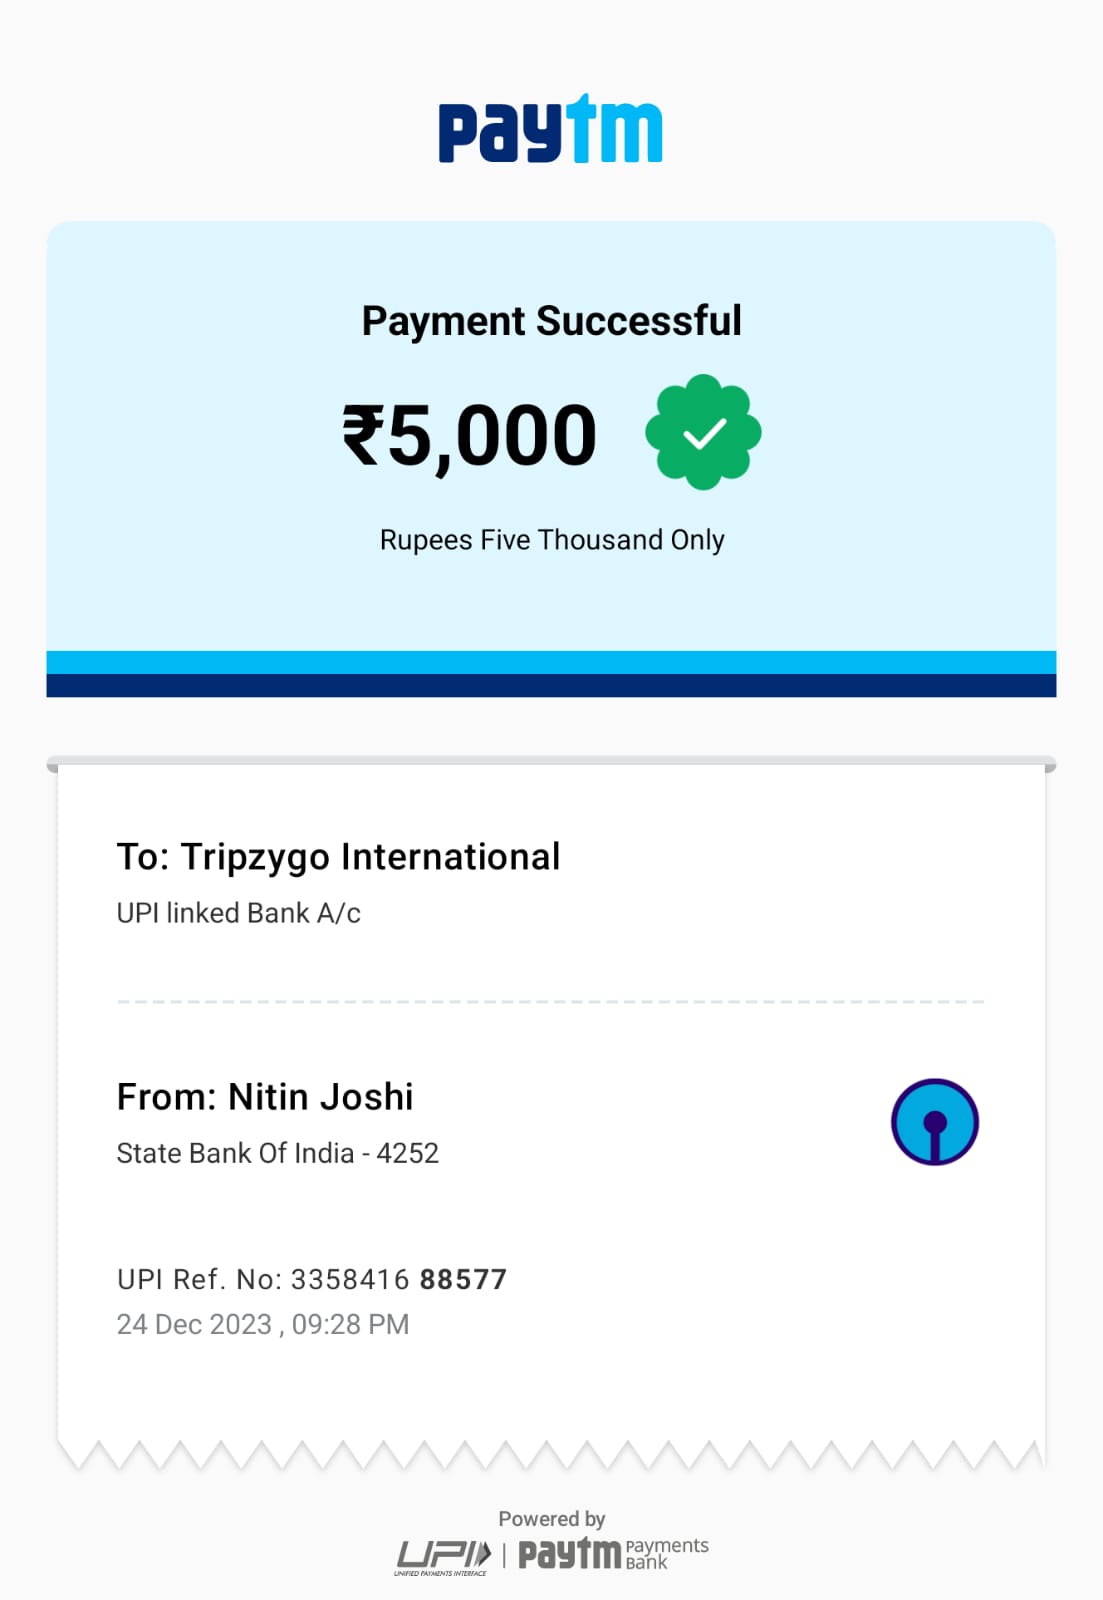 paytm
Payment Successful
₹5,000
Rupees Five Thousand Only
To: Tripzygo International
UPI linked Bank A/c
From: Nitin Joshi
State Bank Of India - 4252
UPI Ref. No: 3358416 88577
24 Dec 2023 , 09:28 PM
Powered by
UPI | paytm Payments Bank
UNIFIED PAYMENTS INTERFACE